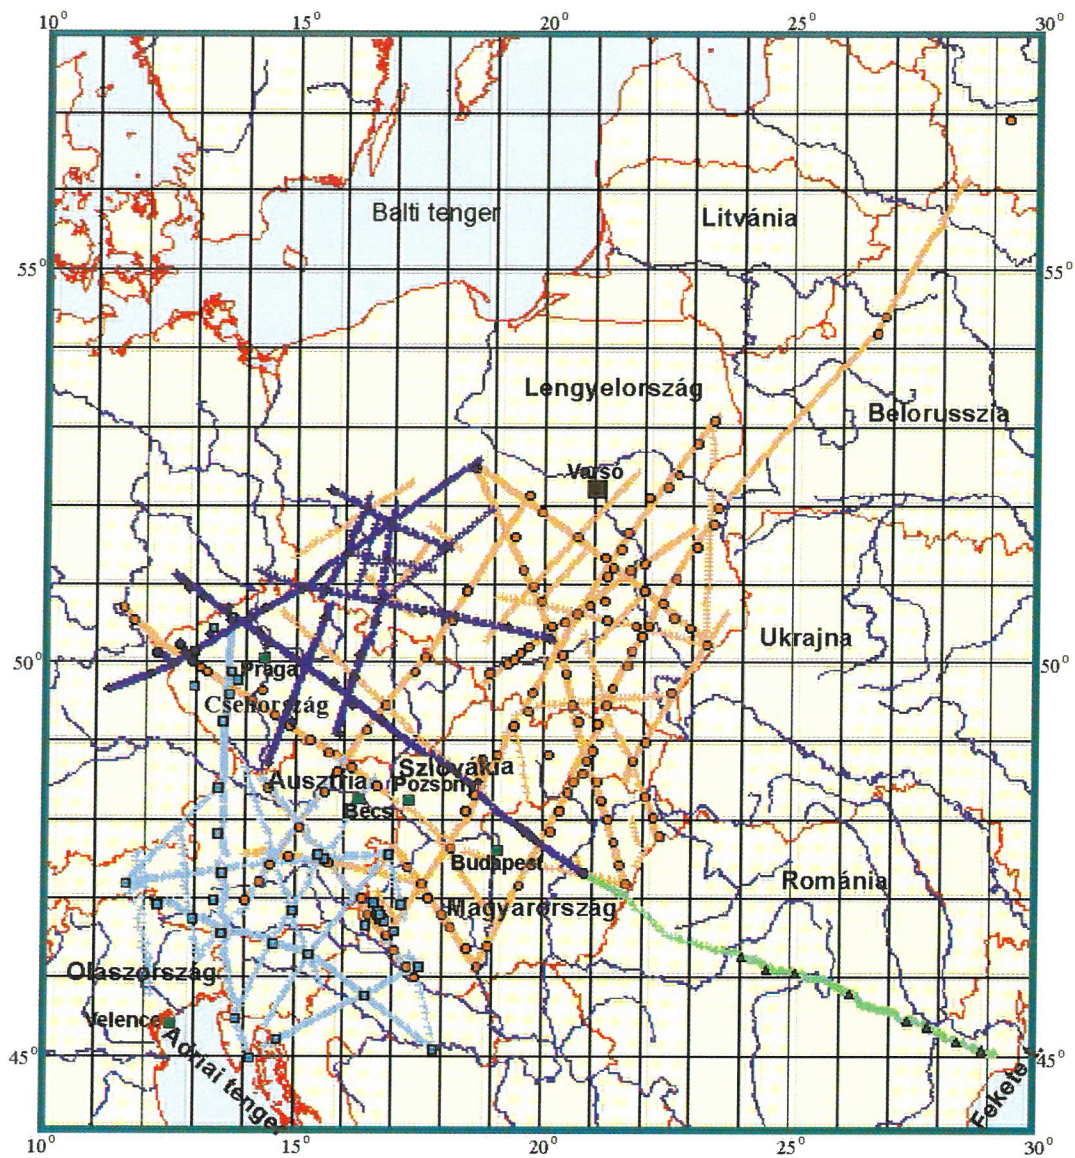 10° 15° 20° 25° 30°
Balti tenger
Litvánia
55° 55°
Lengyelország
Belorusszia
Varsó
Ukrajna
50° 50°
Prága
Csehország
Szlovákia
Ausztria
Pozsony
Bécs
Budapest
Románia
Magyarország
Olaszország
Velence
Adriai tenge
45° 45°
Fekete t
10° 15° 20° 25° 30°